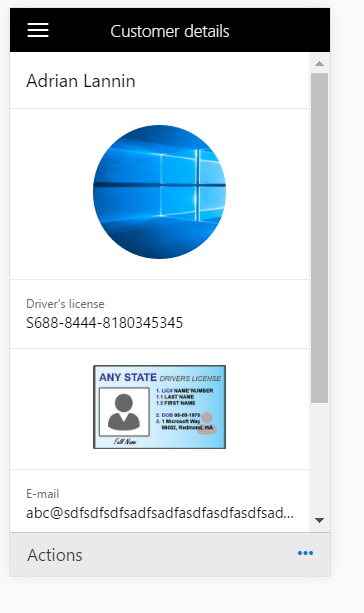 Customer details
Adrian Lannin
Driver's license
S688-8444-8180345345
ANY STATE DRIVERS LICENSE
1. LIC# NAME*NUMBER
1.1 LAST NAME
1.2 FIRST NAME
2. DOB 00-00-1970
3. 1 Microsoft Way
98052, Redmond, WA
Full Name
E-mail
abc@sdfsdfsdfsadfsadfasdfasdfasdfsad...
Actions